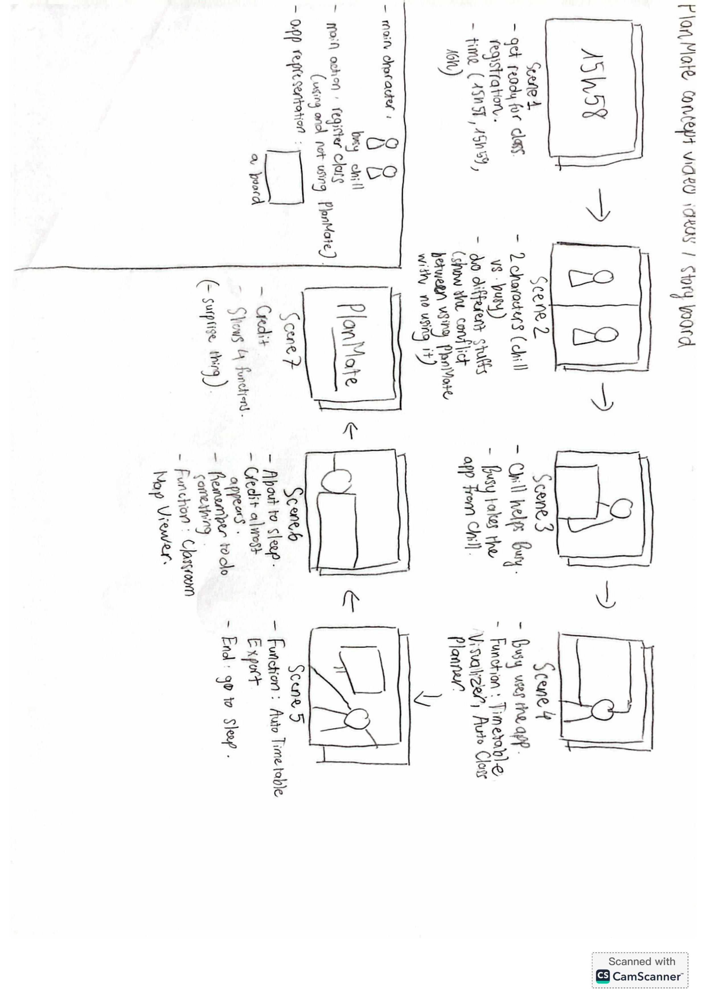 PlanMate concept video ideas / story board
15h58
Scene 1
- get ready for class
registration.
- time (15h57, 15h59,
16h)
Scene 2
- 2 characters (chill
vs. busy)
- do different stuffs
(show the conflict
between using PlanMate
with no using it)
Scene 3
- Chill helps Busy.
- Busy takes the
app from Chill.
Scene 4
- Busy uses the app.
- Function: Timetable
Visualizer, Auto Class
Planner.
Scene 5
- Function: Auto Timetable
Export
- End: go to sleep.
Scene 6
- About to sleep.
- Credit almost
appears.
- Remember to do
something
- Function: Classroom
Map Viewer.
PlanMate
Scene 7
- Credit
- Shows 4 functions.
(- surprise thing).
- main character:
busy chill
- main action: register class
(using and not using PlanMate).
- app representation:
a board
Scanned with
CS CamScanner™